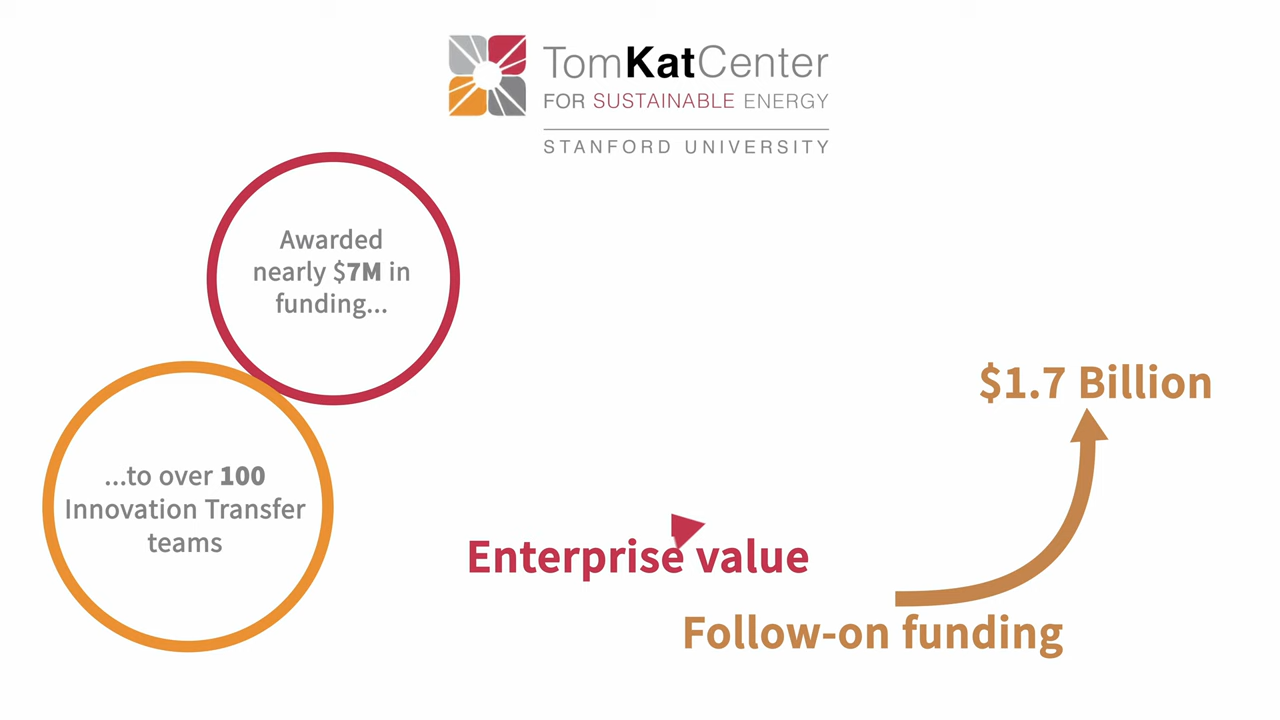 TomKatCenter
FOR SUSTAINABLE ENERGY
STANFORD UNIVERSITY
Awarded
nearly $7M in
funding...
...to over 100
Innovation Transfer
teams
$1.7 Billion
Enterprise value
Follow-on funding